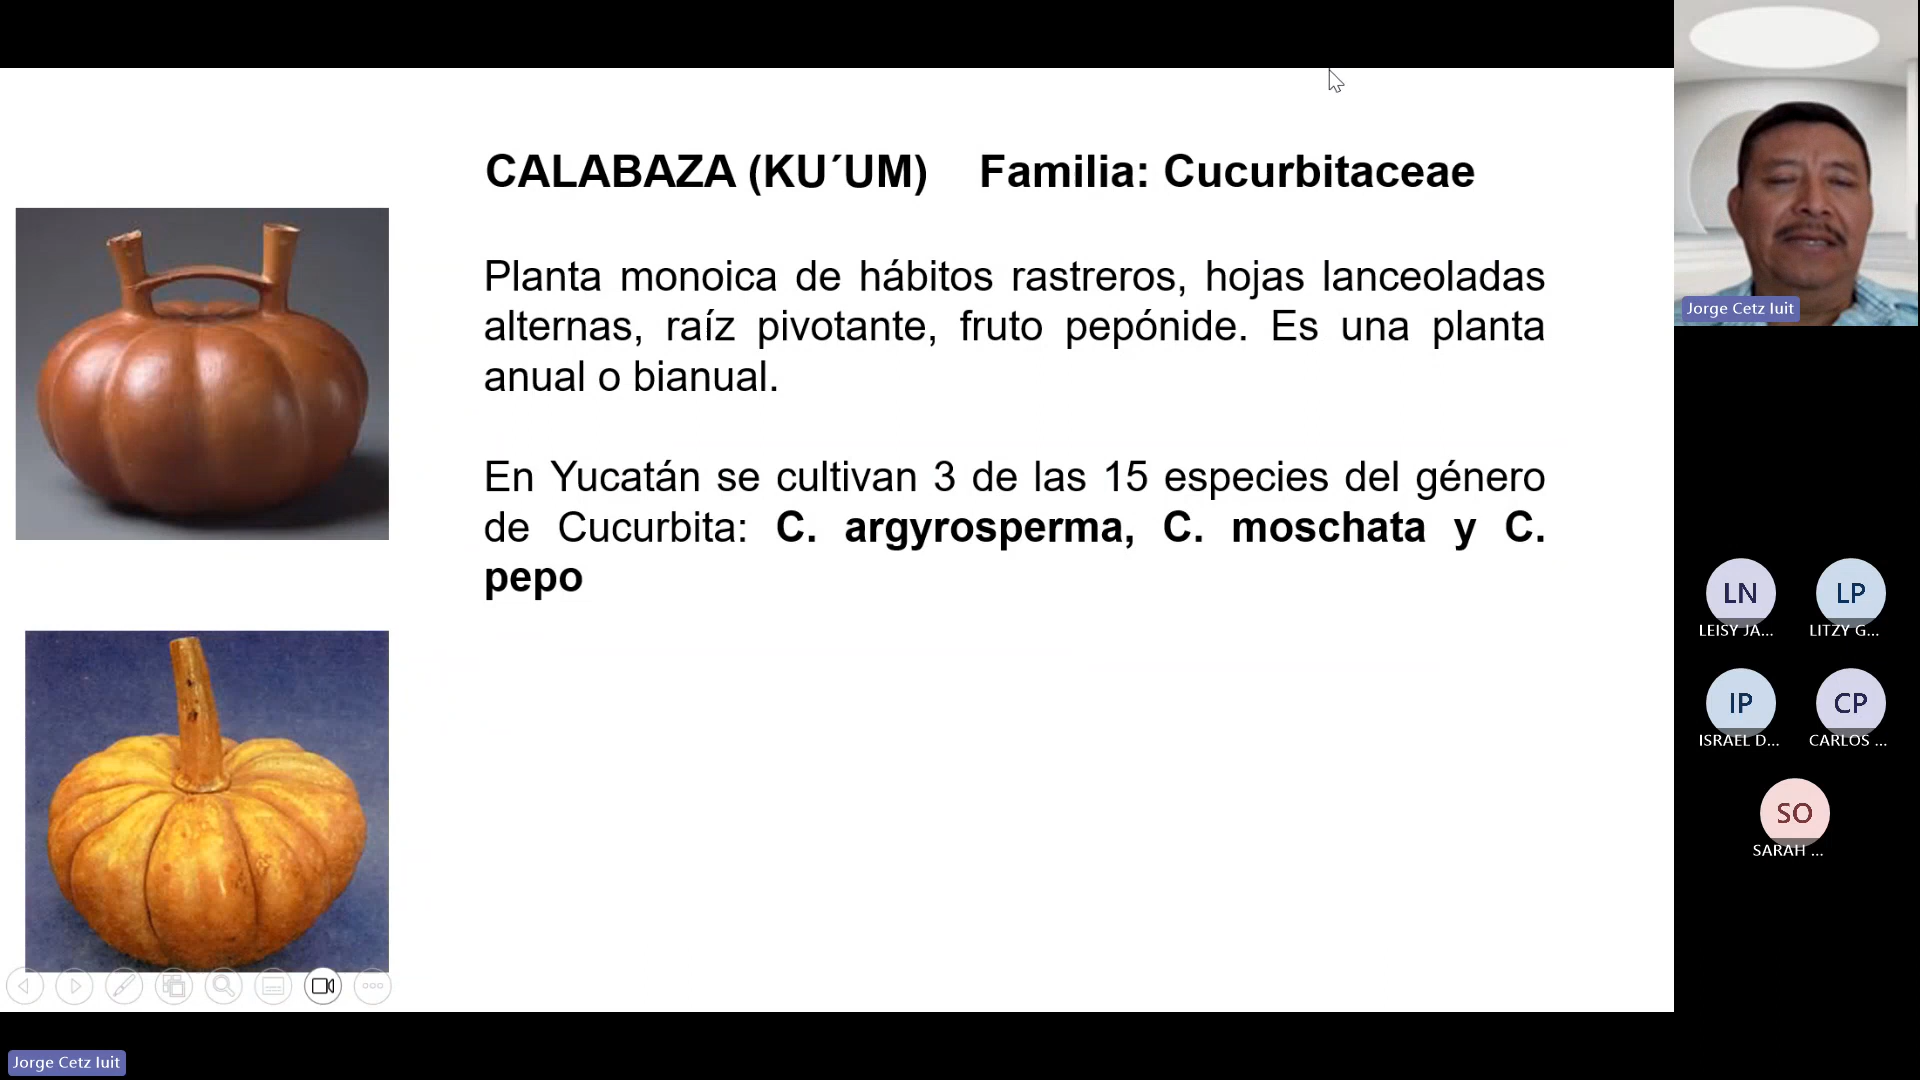 CALABAZA (KU´UM) Familia: Cucurbitaceae
Planta monoica de hábitos rastreros, hojas lanceoladas
alternas, raíz pivotante, fruto pepónide. Es una planta
anual o bianual.
En Yucatán se cultivan 3 de las 15 especies del género
de Cucurbita: C. argyrosperma, C. moschata y C.
pepo
Jorge Cetz Iuit
LN
LEISY JA...
LP
LITZY G...
IP
ISRAEL D...
CP
CARLOS ...
SO
SARAH ...
Jorge Cetz Iuit